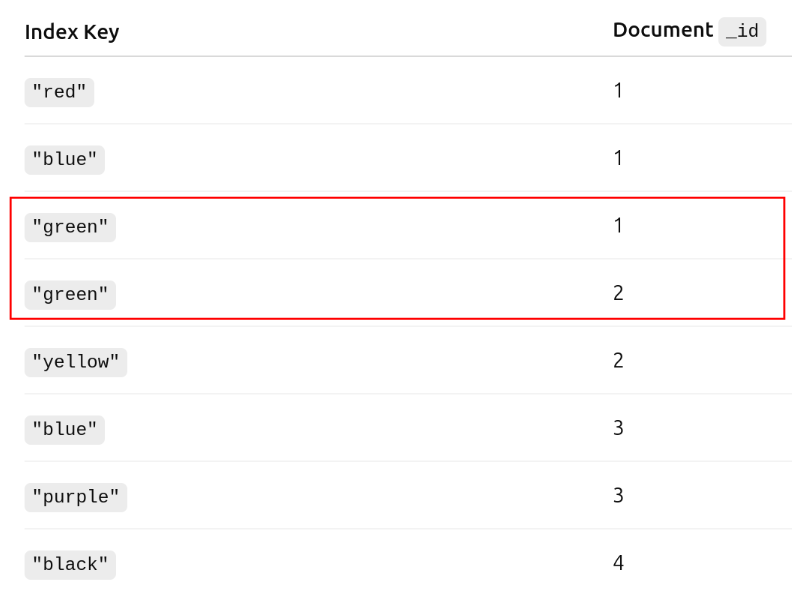 Index Key Document _id
"red" 1
"blue" 1
"green" 1
"green" 2
"yellow" 2
"blue" 3
"purple" 3
"black" 4